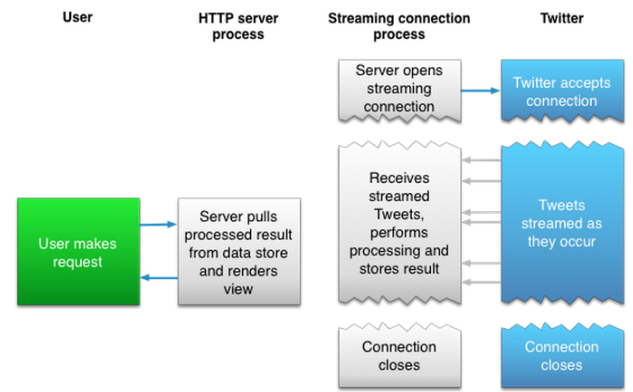 User
HTTP server
process
Streaming connection
process
Twitter
Server opens
streaming
connection
Twitter accepts
connection
User makes
request
Server pulls
processed result
from data store
and renders
view
Receives
streamed
Tweets,
performs
processing and
stores result
Tweets
streamed as
they occur
Connection
closes
Connection
closes